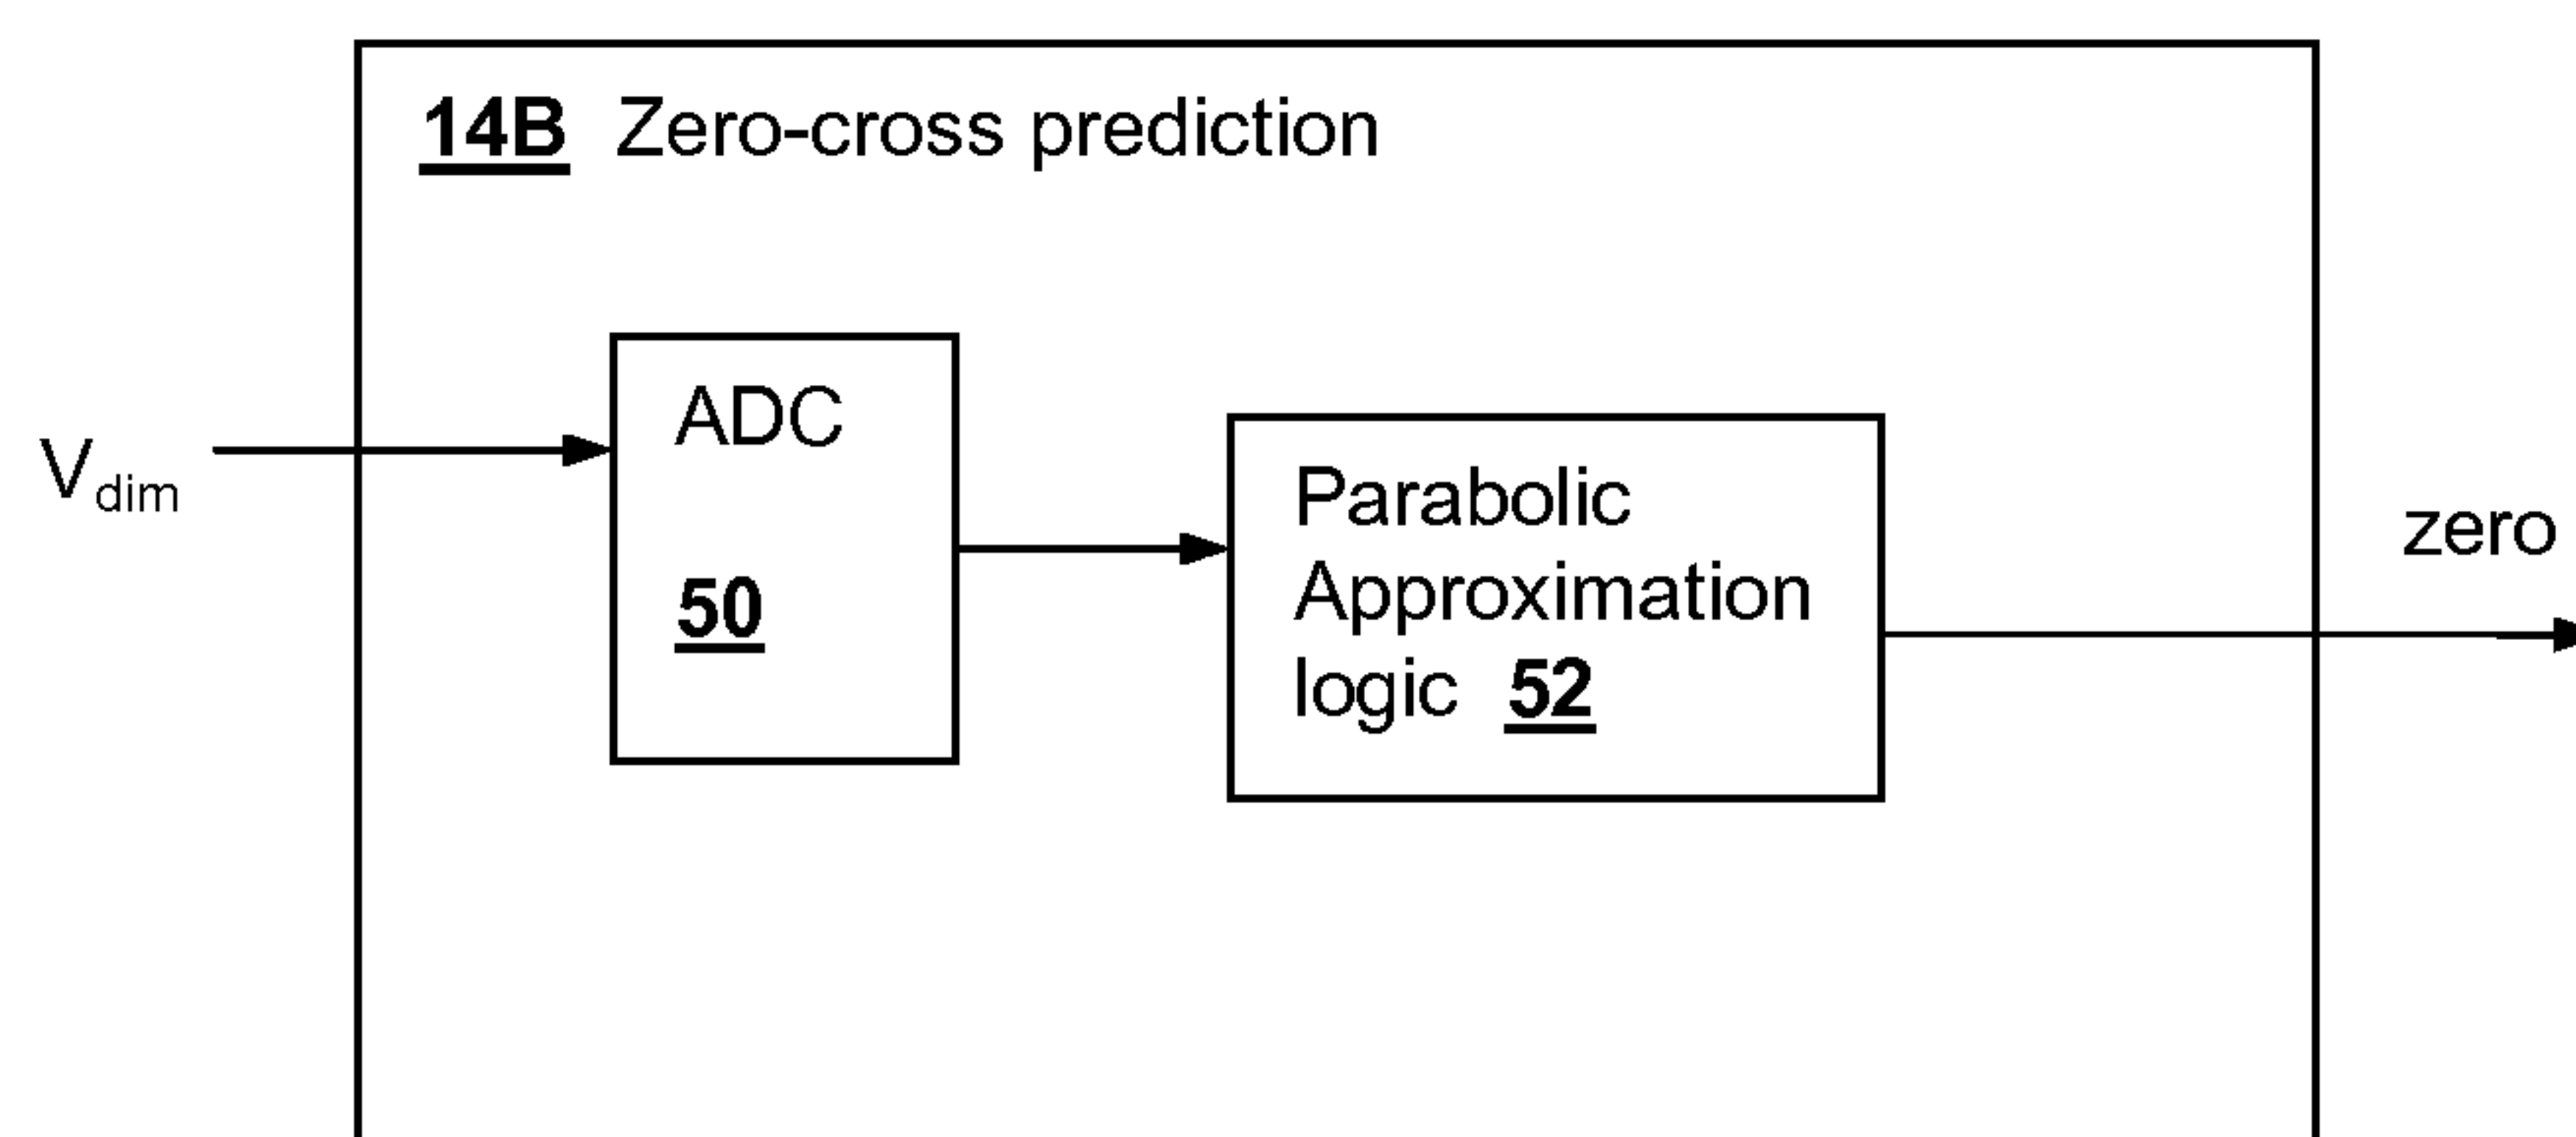 14B Zero-cross prediction
ADC
50
V_dim
Parabolic
Approximation
logic 52
zero